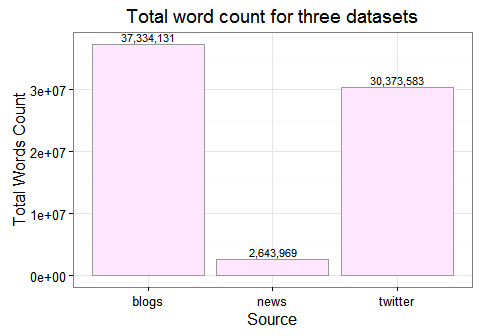 Total word count for three datasets
37,334,131
30,373,583
2,643,969
3e+07
2e+07
1e+07
0e+00
Total Words Count
blogs news twitter
Source